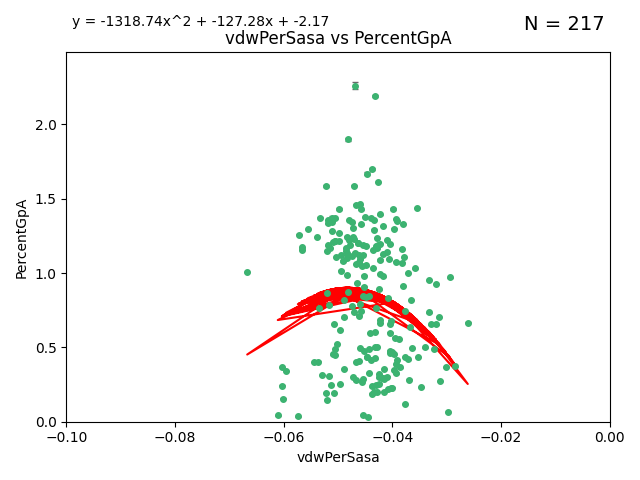 y = -1318.74x^2 + -127.28x + -2.17
N = 217
vdwPerSasa vs PercentGpA
PercentGpA
2.0
1.5
1.0
0.5
0.0
−0.10 −0.08 −0.06 −0.04 −0.02 0.00
vdwPerSasa